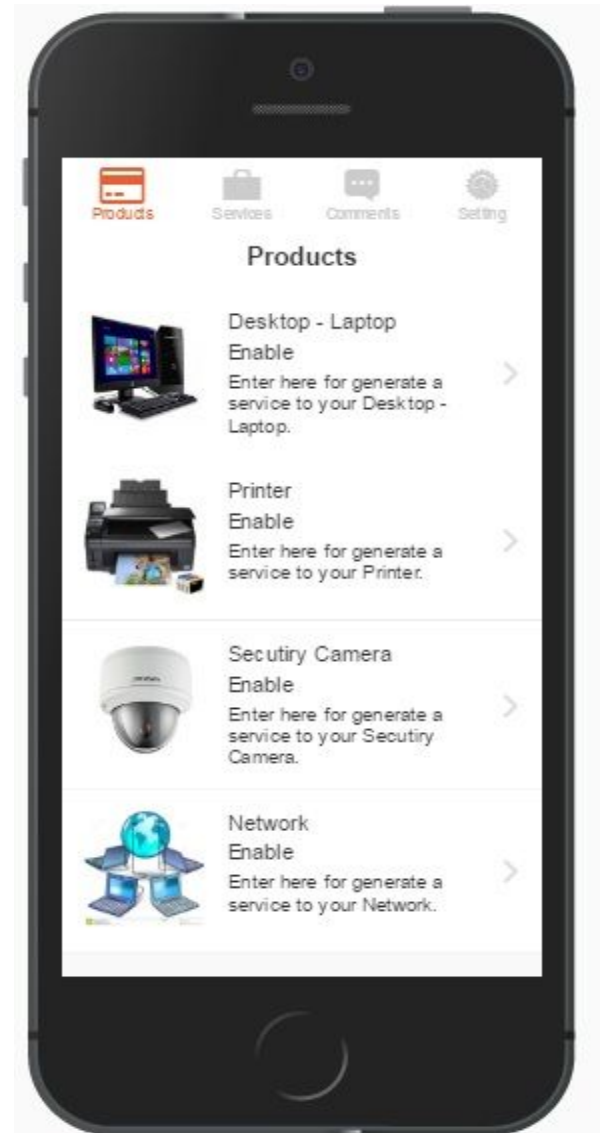 Products
Services
Comments
Setting
Products
Desktop - Laptop
Enable
Enter here for generate a
service to your Desktop -
Laptop.
Printer
Enable
Enter here for generate a
service to your Printer.
Secutiry Camera
Enable
Enter here for generate a
service to your Secutiry
Camera.
Network
Enable
Enter here for generate a
service to your Network.